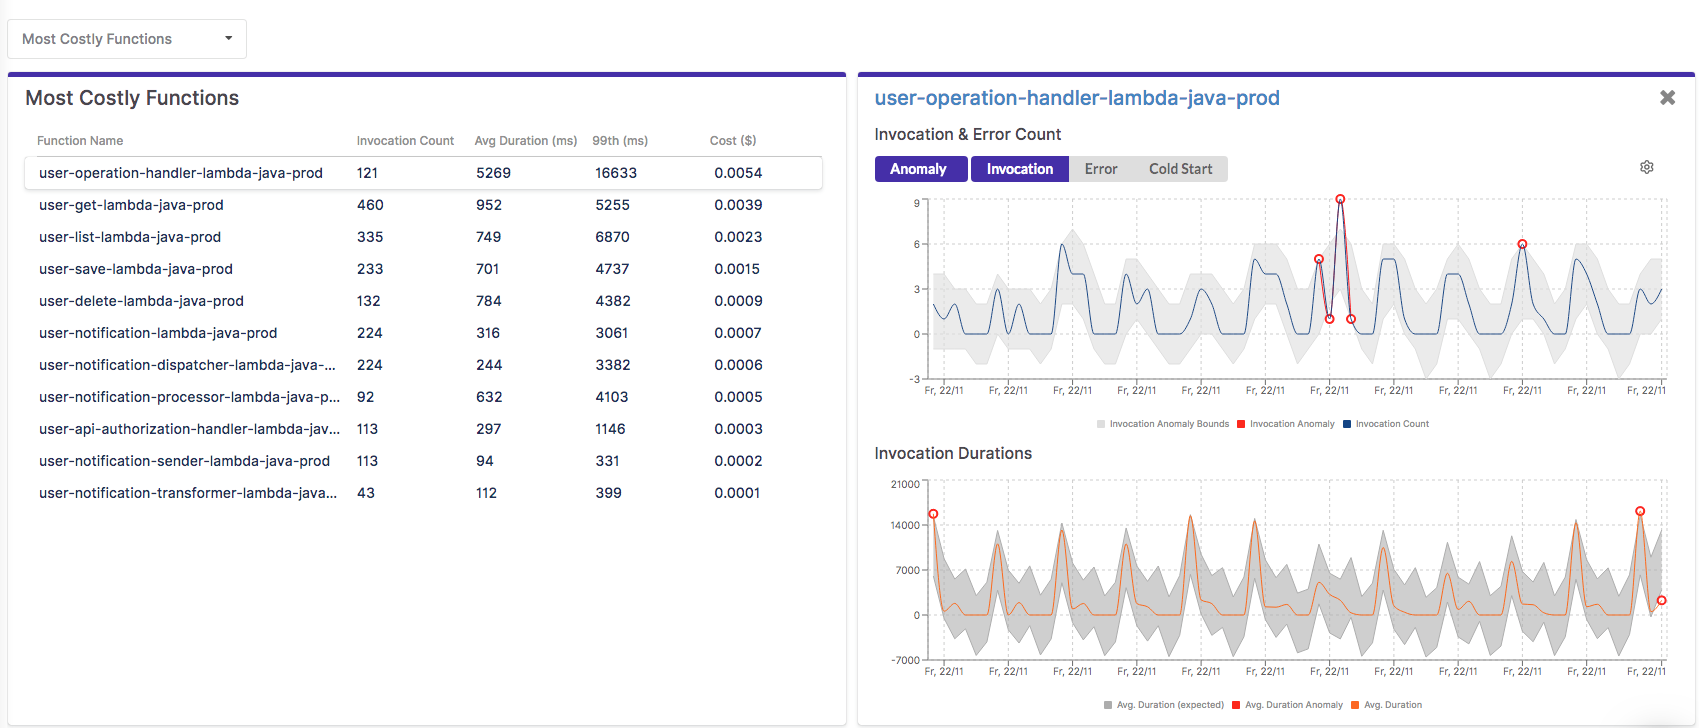 Most Costly Functions
Most Costly Functions
Function Name Invocation Count Avg Duration (ms) 99th (ms) Cost ($)
user-operation-handler-lambda-java-prod 121 5269 16633 0.0054
user-get-lambda-java-prod 460 952 5255 0.0039
user-list-lambda-java-prod 335 749 6870 0.0023
user-save-lambda-java-prod 233 701 4737 0.0015
user-delete-lambda-java-prod 132 784 4382 0.0009
user-notification-lambda-java-prod 224 316 3061 0.0007
user-notification-dispatcher-lambda-java-... 224 244 3382 0.0006
user-notification-processor-lambda-java-p... 92 632 4103 0.0005
user-api-authorization-handler-lambda-jav... 113 297 1146 0.0003
user-notification-sender-lambda-java-prod 113 94 331 0.0002
user-notification-transformer-lambda-java... 43 112 399 0.0001
user-operation-handler-lambda-java-prod
Invocation & Error Count
Anomaly Invocation Error Cold Start
9
6
3
0
-3
Fr, 22/11 Fr, 22/11 Fr, 22/11 Fr, 22/11 Fr, 22/11 Fr, 22/11 Fr, 22/11 Fr, 22/11 Fr, 22/11 Fr, 22/11 Fr, 22/11 Fr, 22/11
Invocation Anomaly Bounds Invocation Anomaly Invocation Count
Invocation Durations
21000
14000
7000
0
-7000
Fr, 22/11 Fr, 22/11 Fr, 22/11 Fr, 22/11 Fr, 22/11 Fr, 22/11 Fr, 22/11 Fr, 22/11 Fr, 22/11 Fr, 22/11 Fr, 22/11 Fr, 22/11
Avg. Duration (expected) Avg. Duration Anomaly Avg. Duration